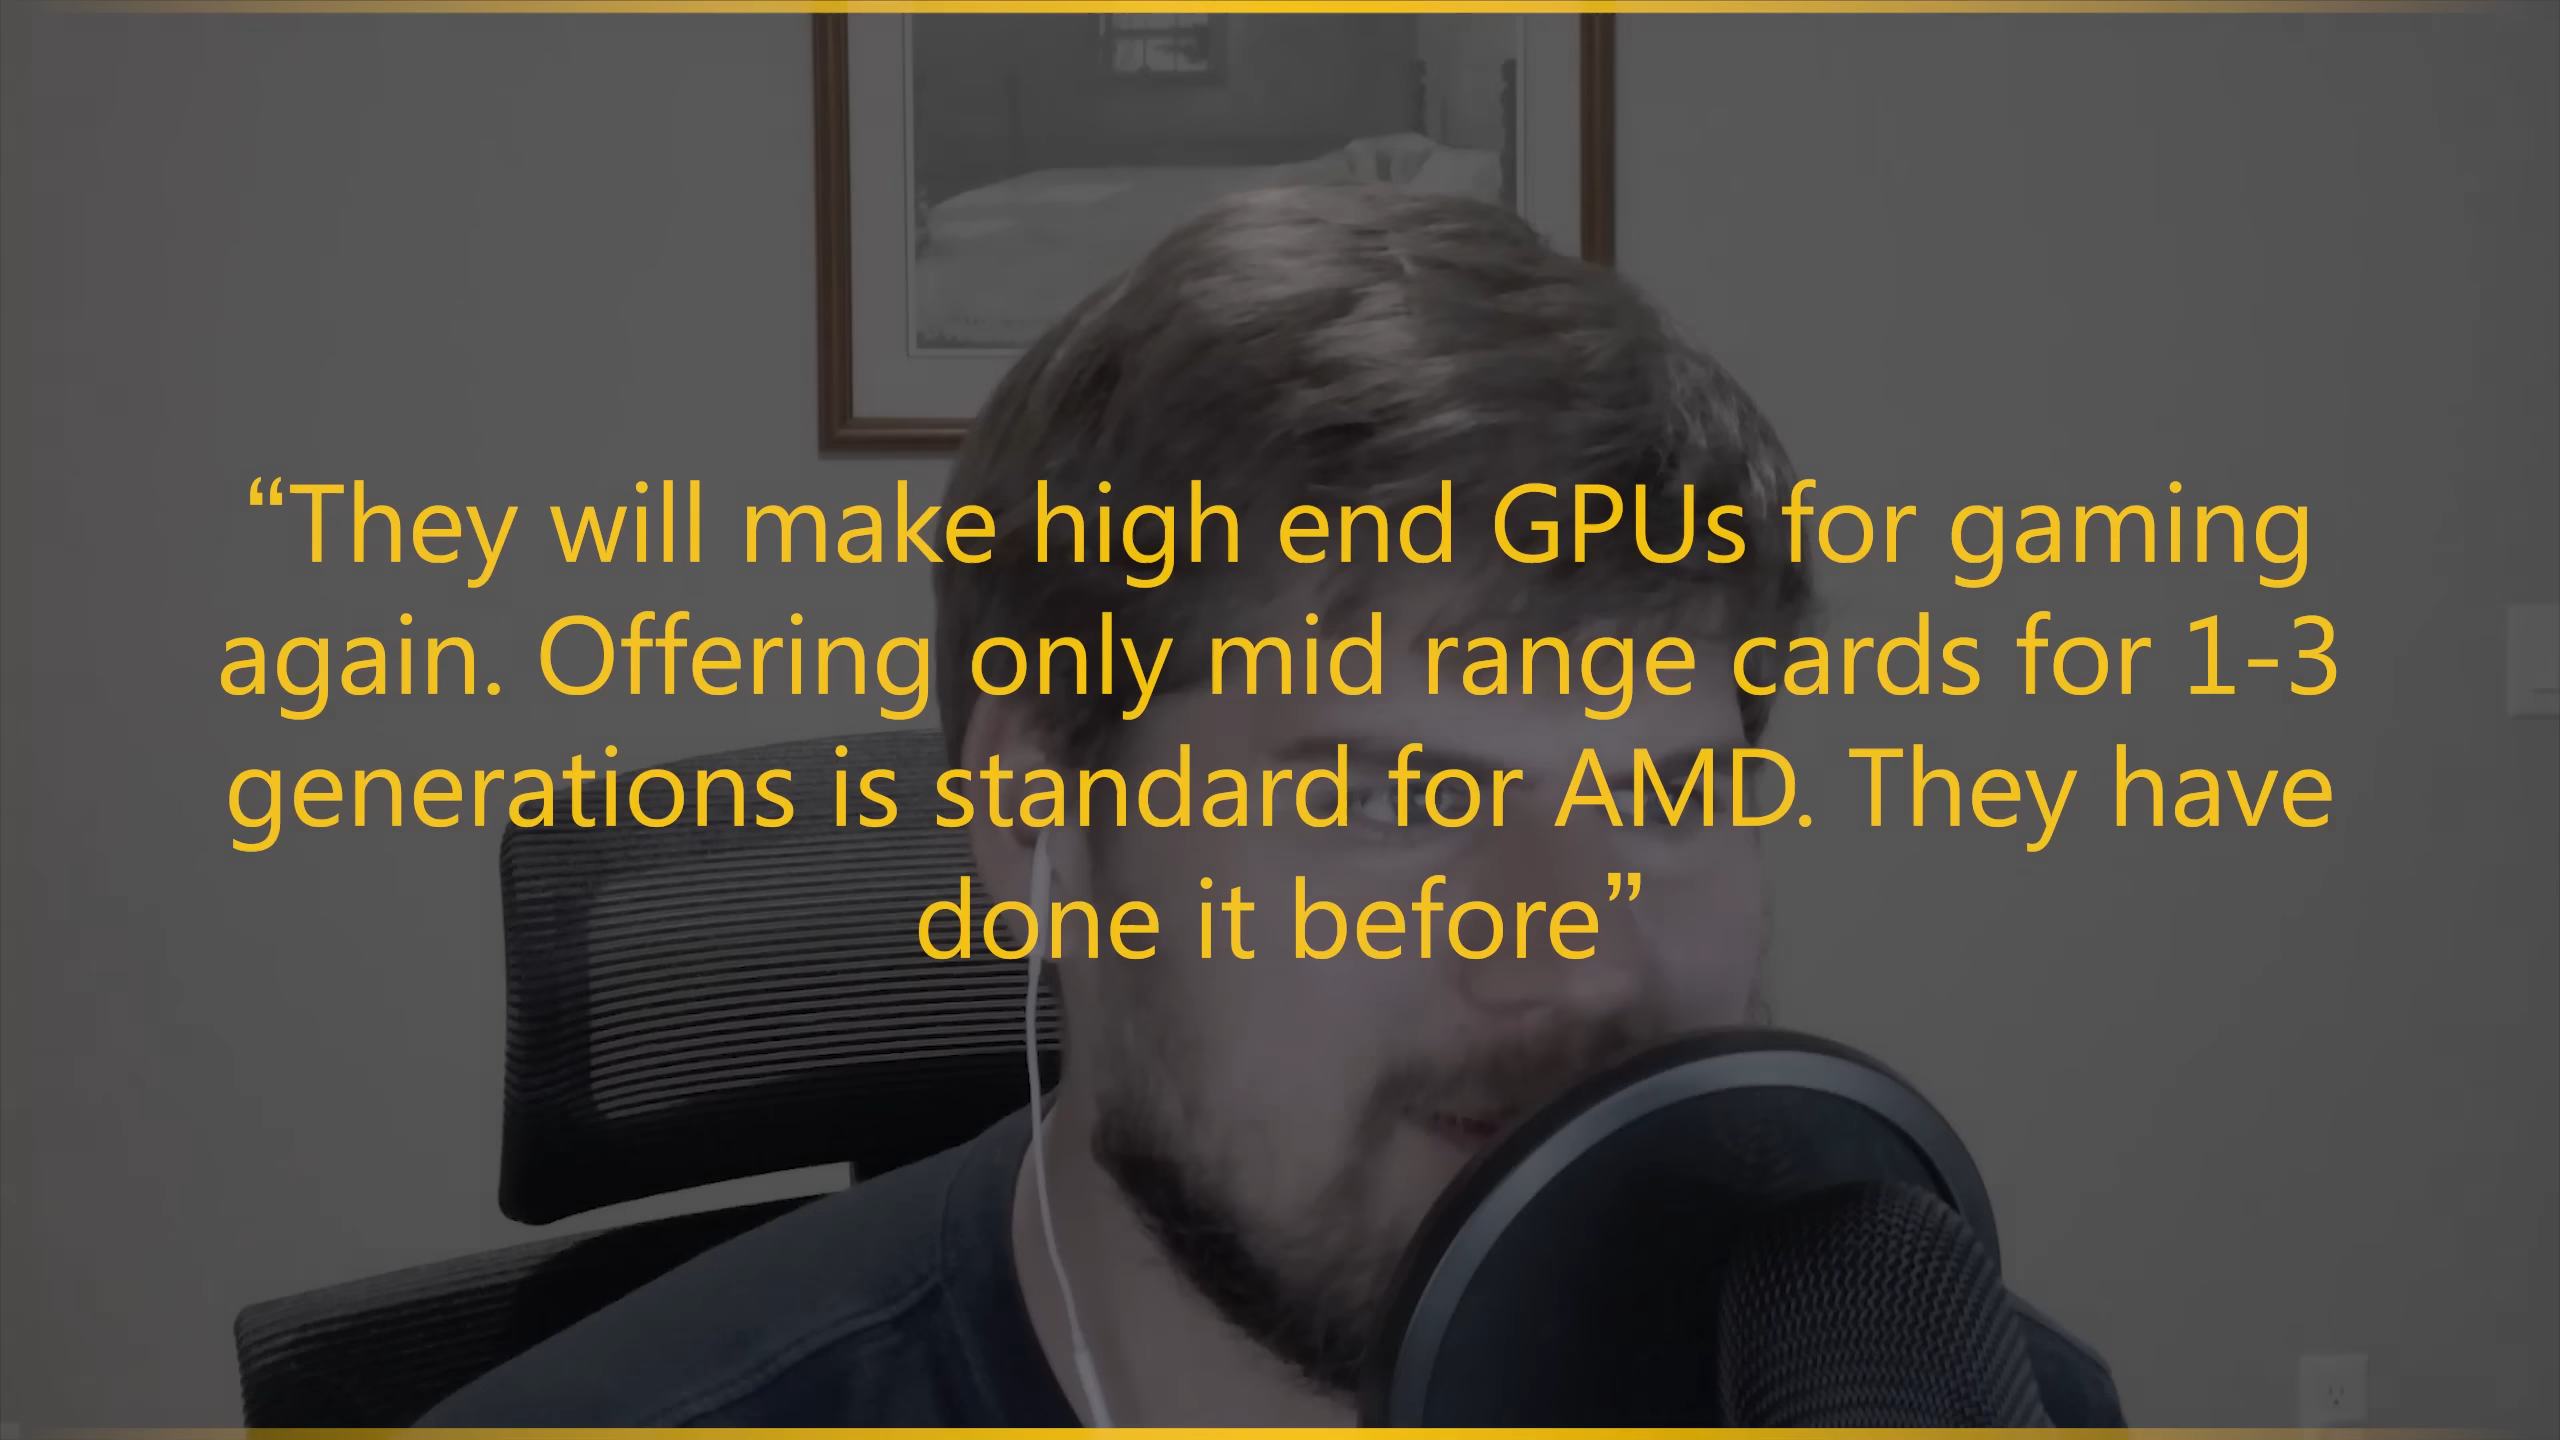 “They will make high end GPUs for gaming
again. Offering only mid range cards for 1-3
generations is standard for AMD. They have
done it before”